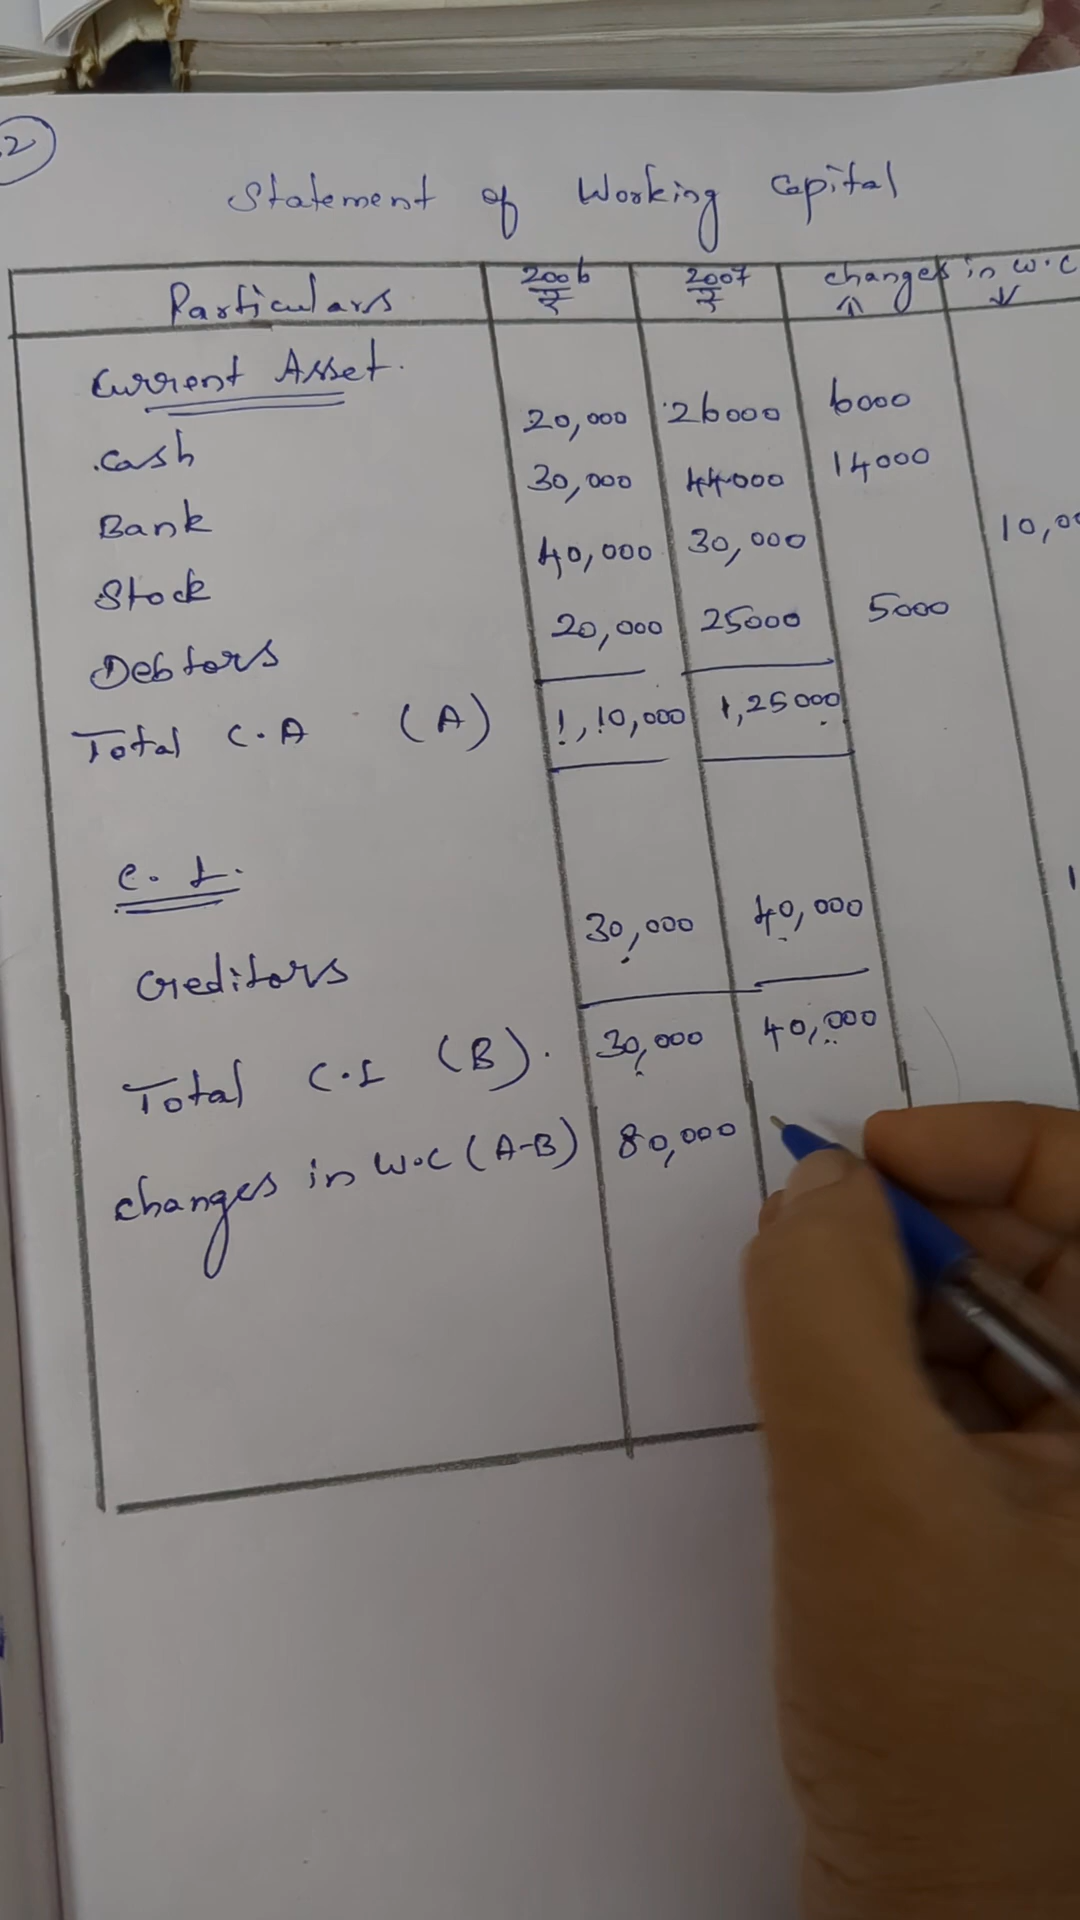 2
Statement of Working Capital
Particulars 2006 ₹ 2007 ₹ changes in W.C
↑ ↓
Current Asset.
Cash 20,000 26000 6000
Bank 30,000 44000 14000
Stock 40,000 30,000 10,00
Debtors 20,000 25000 5000
Total C.A (A) 1,10,000 1,25000
C.L.
Creditors 30,000 40,000 1
Total C.L (B). 30,000 40,000
changes in W.C (A-B) 80,000